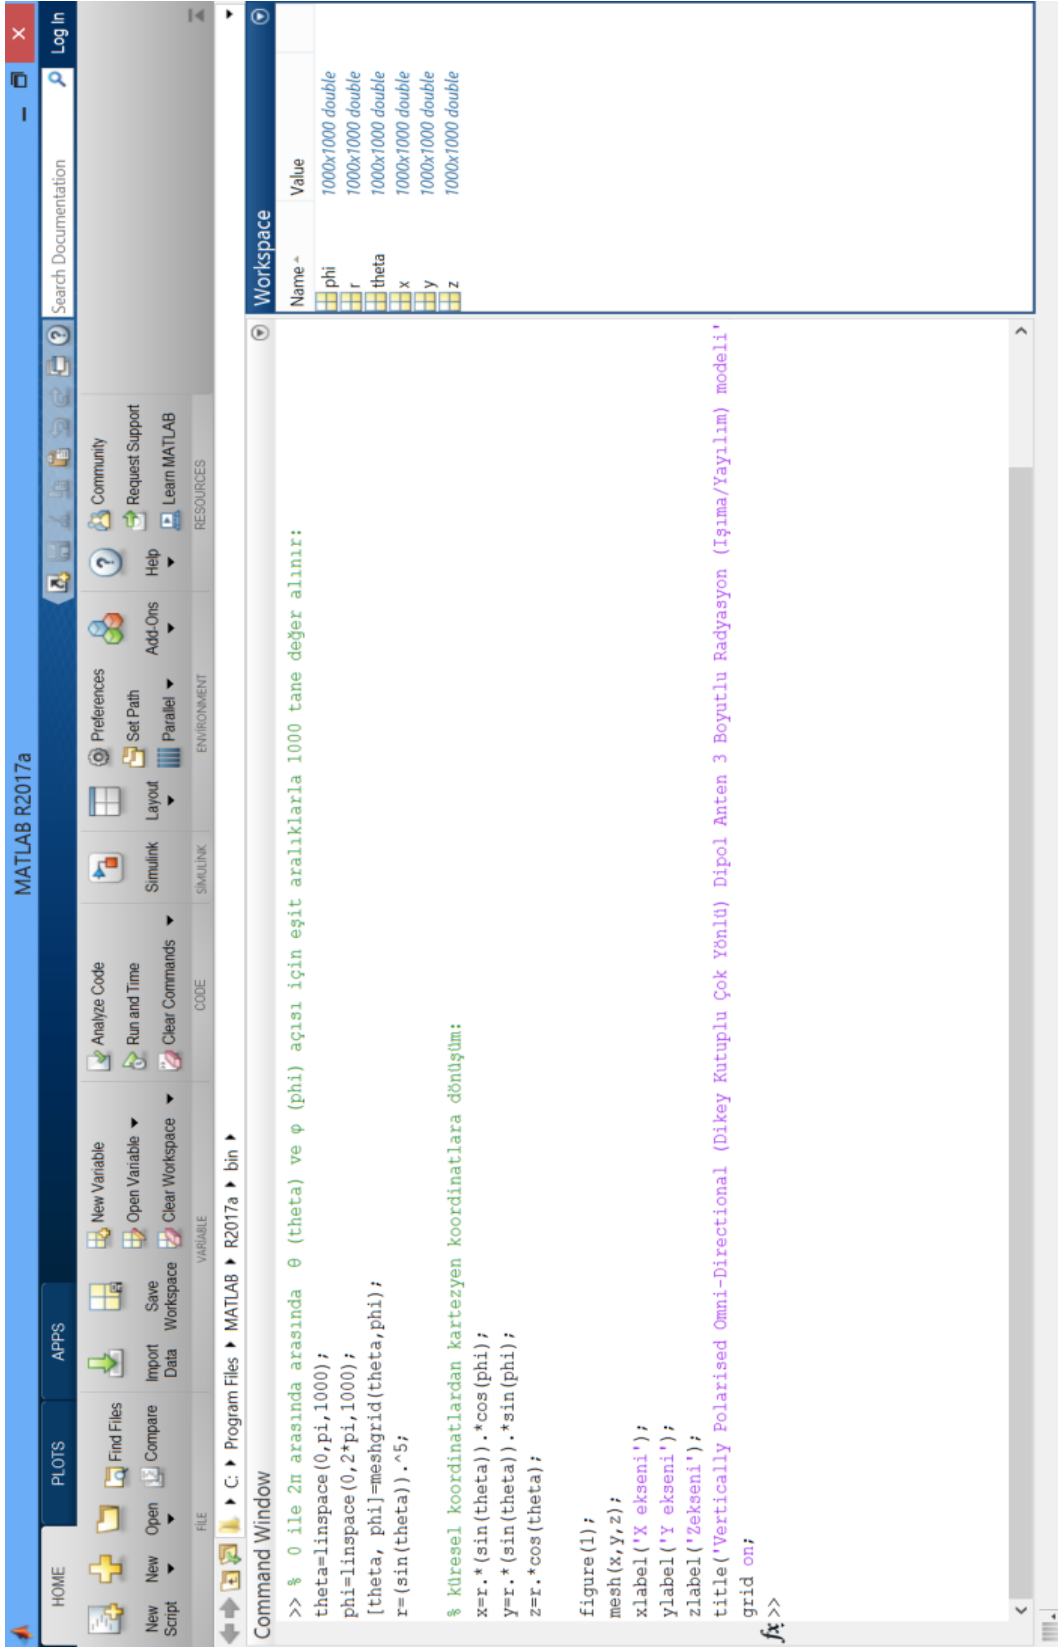 MATLAB R2017a
HOME PLOTS APPS
Search Documentation
Log In
New Script
New
Open
Find Files
Compare
FILE
Import Data
Save Workspace
New Variable
Open Variable
Clear Workspace
VARİABLE
Analyze Code
Run and Time
Clear Commands
CODE
Simulink
SİMULİNK
Layout
Preferences
Set Path
Parallel
Add-Ons
ENVİRONMENT
Help
Community
Request Support
Learn MATLAB
RESOURCES
C: Program Files MATLAB R2017a bin
Command Window
>> % 0 ile 2π arasında arasında θ (theta) ve φ (phi) açısı için eşit aralıklarla 1000 tane değer alınır:
theta=linspace(0,pi,1000);
phi=linspace(0,2*pi,1000);
[theta, phi]=meshgrid(theta,phi);
r=(sin(theta)).^5;
% küresel koordinatlardan kartezyen koordinatlara dönüşüm:
x=r.*(sin(theta)).*cos(phi);
y=r.*(sin(theta)).*sin(phi);
z=r.*cos(theta);
figure(1);
mesh(x,y,z);
xlabel('X ekseni');
ylabel('Y ekseni');
zlabel('Zekseni');
title('Vertically Polarised Omni-Directional (Dikey Kutuplu Çok Yönlü) Dipol Anten 3 Boyutlu Radyasyon (Işıma/Yayılım) modeli'
grid on;
fx >>
Workspace
Name Value
phi 1000x1000 double
r 1000x1000 double
theta 1000x1000 double
x 1000x1000 double
y 1000x1000 double
z 1000x1000 double